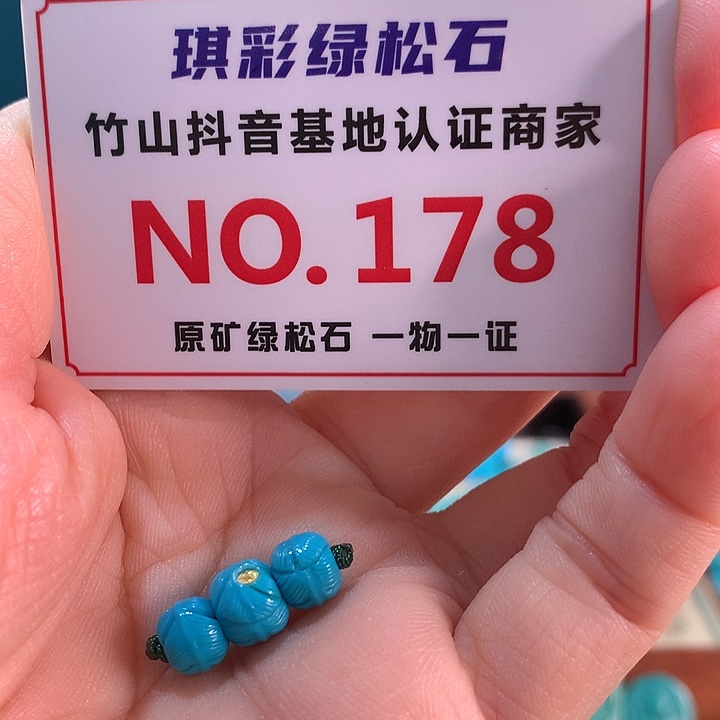 琪彩绿松石
竹山抖音基地认证商家
NO.178
原矿绿松石 一物一证